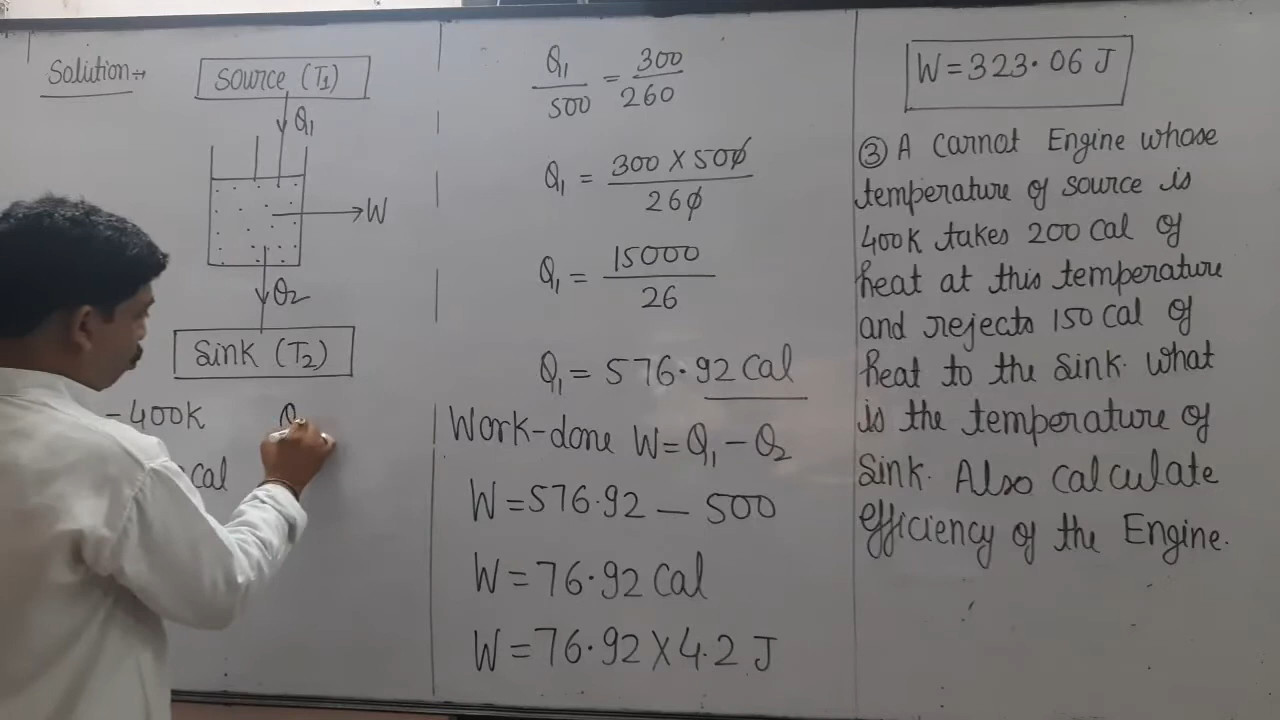 Solution:→
Source (T₁)
Q₁
W
Q₂
Sink (T₂)
- 400K
Q
cal
Q₁/500 = 300/260
Q₁ = 300 X 500/260
Q₁ = 15000/26
Q₁ = 576.92 Cal
Work-done W = Q₁ - Q₂
W = 576.92 - 500
W = 76.92 Cal
W = 76.92 X 4.2 J
W = 323.06 J
③ A Carnot Engine whose
temperature of source is
400K takes 200 Cal of
heat at this temperature
and rejects 150 Cal of
heat to the sink. What
is the temperature of
Sink. Also calculate
efficiency of the Engine.